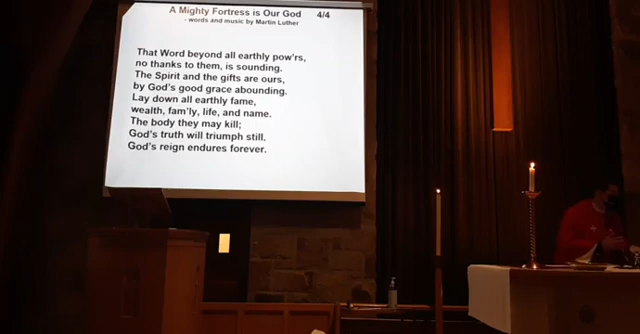 A Mighty Fortress is Our God 4/4
- words and music by Martin Luther
That Word beyond all earthly pow'rs,
no thanks to them, is sounding.
The Spirit and the gifts are ours,
by God's good grace abounding.
Lay down all earthly fame,
wealth, fam'ly, life, and name.
The body they may kill;
God's truth will triumph still.
God's reign endures forever.